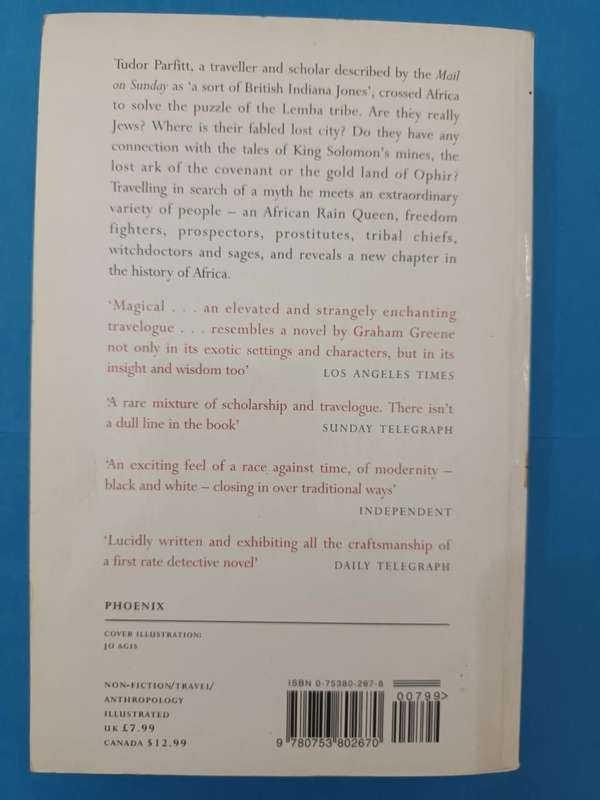 Tudor Parfitt, a traveller and scholar described by the Mail
on Sunday as ‘a sort of British Indiana Jones’, crossed Africa
to solve the puzzle of the Lemba tribe. Are they really
Jews? Where is their fabled lost city? Do they have any
connection with the tales of King Solomon’s mines, the
lost ark of the covenant or the gold land of Ophir?
Travelling in search of a myth he meets an extraordinary
variety of people – an African Rain Queen, freedom
fighters, prospectors, prostitutes, tribal chiefs,
witchdoctors and sages, and reveals a new chapter in
the history of Africa.
‘Magical . . . an elevated and strangely enchanting
travelogue . . . resembles a novel by Graham Greene
not only in its exotic settings and characters, but in its
insight and wisdom too’ LOS ANGELES TIMES
‘A rare mixture of scholarship and travelogue. There isn’t
a dull line in the book’ SUNDAY TELEGRAPH
‘An exciting feel of a race against time, of modernity –
black and white – closing in over traditional ways’
INDEPENDENT
‘Lucidly written and exhibiting all the craftsmanship of
a first rate detective novel’ DAILY TELEGRAPH
PHOENIX
COVER ILLUSTRATION:
JO AGIS
NON-FICTION/TRAVEL/
ANTHROPOLOGY
ILLUSTRATED
UK £7.99
CANADA $12.99
ISBN 0-75380-267-8
00799>
9 780753 802670